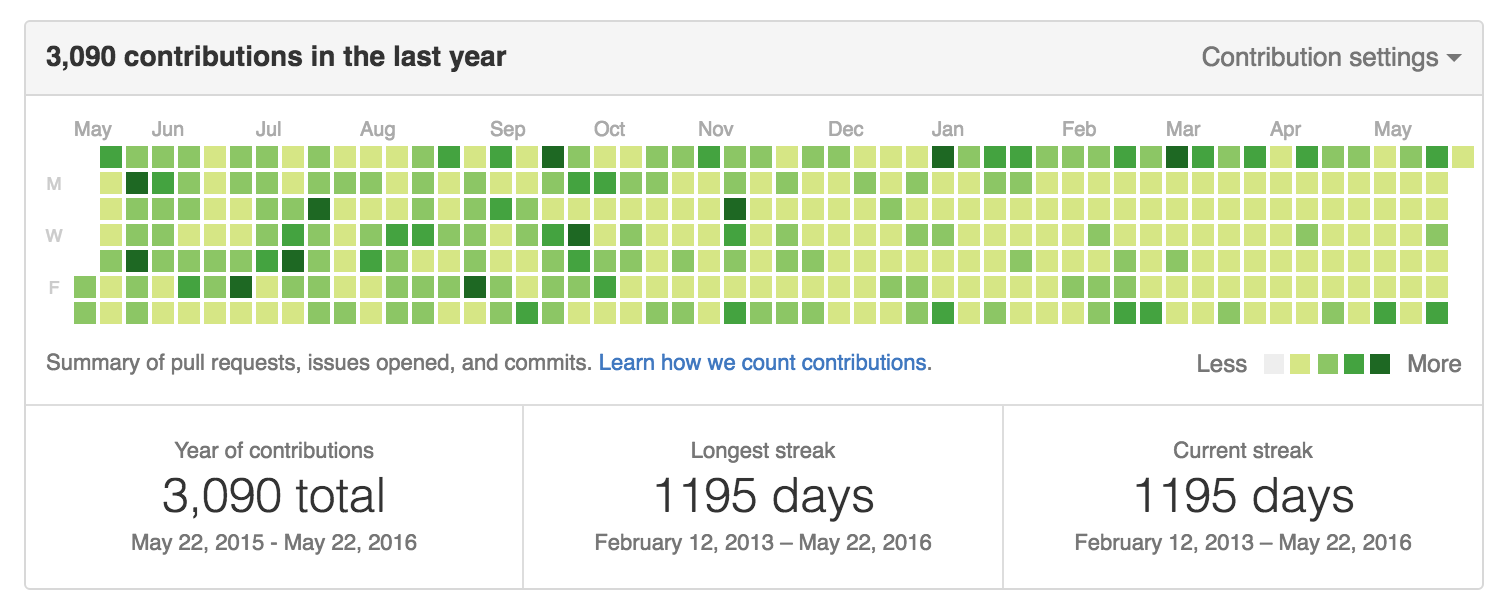 3,090 contributions in the last year
Contribution settings
May Jun Jul Aug Sep Oct Nov Dec Jan Feb Mar Apr May
M
W
F
Summary of pull requests, issues opened, and commits. Learn how we count contributions.
Less More
Year of contributions
3,090 total
May 22, 2015 - May 22, 2016
Longest streak
1195 days
February 12, 2013 – May 22, 2016
Current streak
1195 days
February 12, 2013 – May 22, 2016